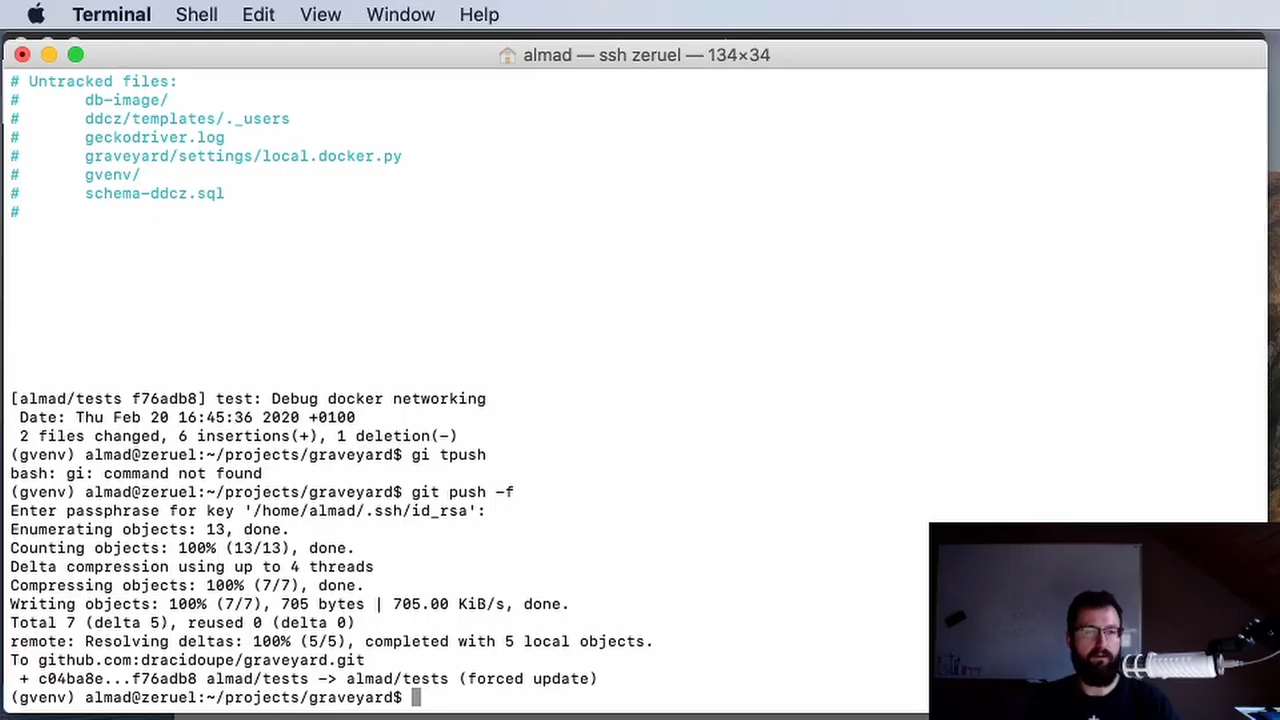 Terminal Shell Edit View Window Help
almad — ssh zeruel — 134×34
# Untracked files:
# db-image/
# ddcz/templates/._users
# geckodriver.log
# graveyard/settings/local.docker.py
# gvenv/
# schema-ddcz.sql
#
[almad/tests f76adb8] test: Debug docker networking
Date: Thu Feb 20 16:45:36 2020 +0100
2 files changed, 6 insertions(+), 1 deletion(-)
(gvenv) almad@zeruel:~/projects/graveyard$ gi tpush
bash: gi: command not found
(gvenv) almad@zeruel:~/projects/graveyard$ git push -f
Enter passphrase for key '/home/almad/.ssh/id_rsa':
Enumerating objects: 13, done.
Counting objects: 100% (13/13), done.
Delta compression using up to 4 threads
Compressing objects: 100% (7/7), done.
Writing objects: 100% (7/7), 705 bytes | 705.00 KiB/s, done.
Total 7 (delta 5), reused 0 (delta 0)
remote: Resolving deltas: 100% (5/5), completed with 5 local objects.
To github.com:dracidoupe/graveyard.git
+ c04ba8e...f76adb8 almad/tests -> almad/tests (forced update)
(gvenv) almad@zeruel:~/projects/graveyard$